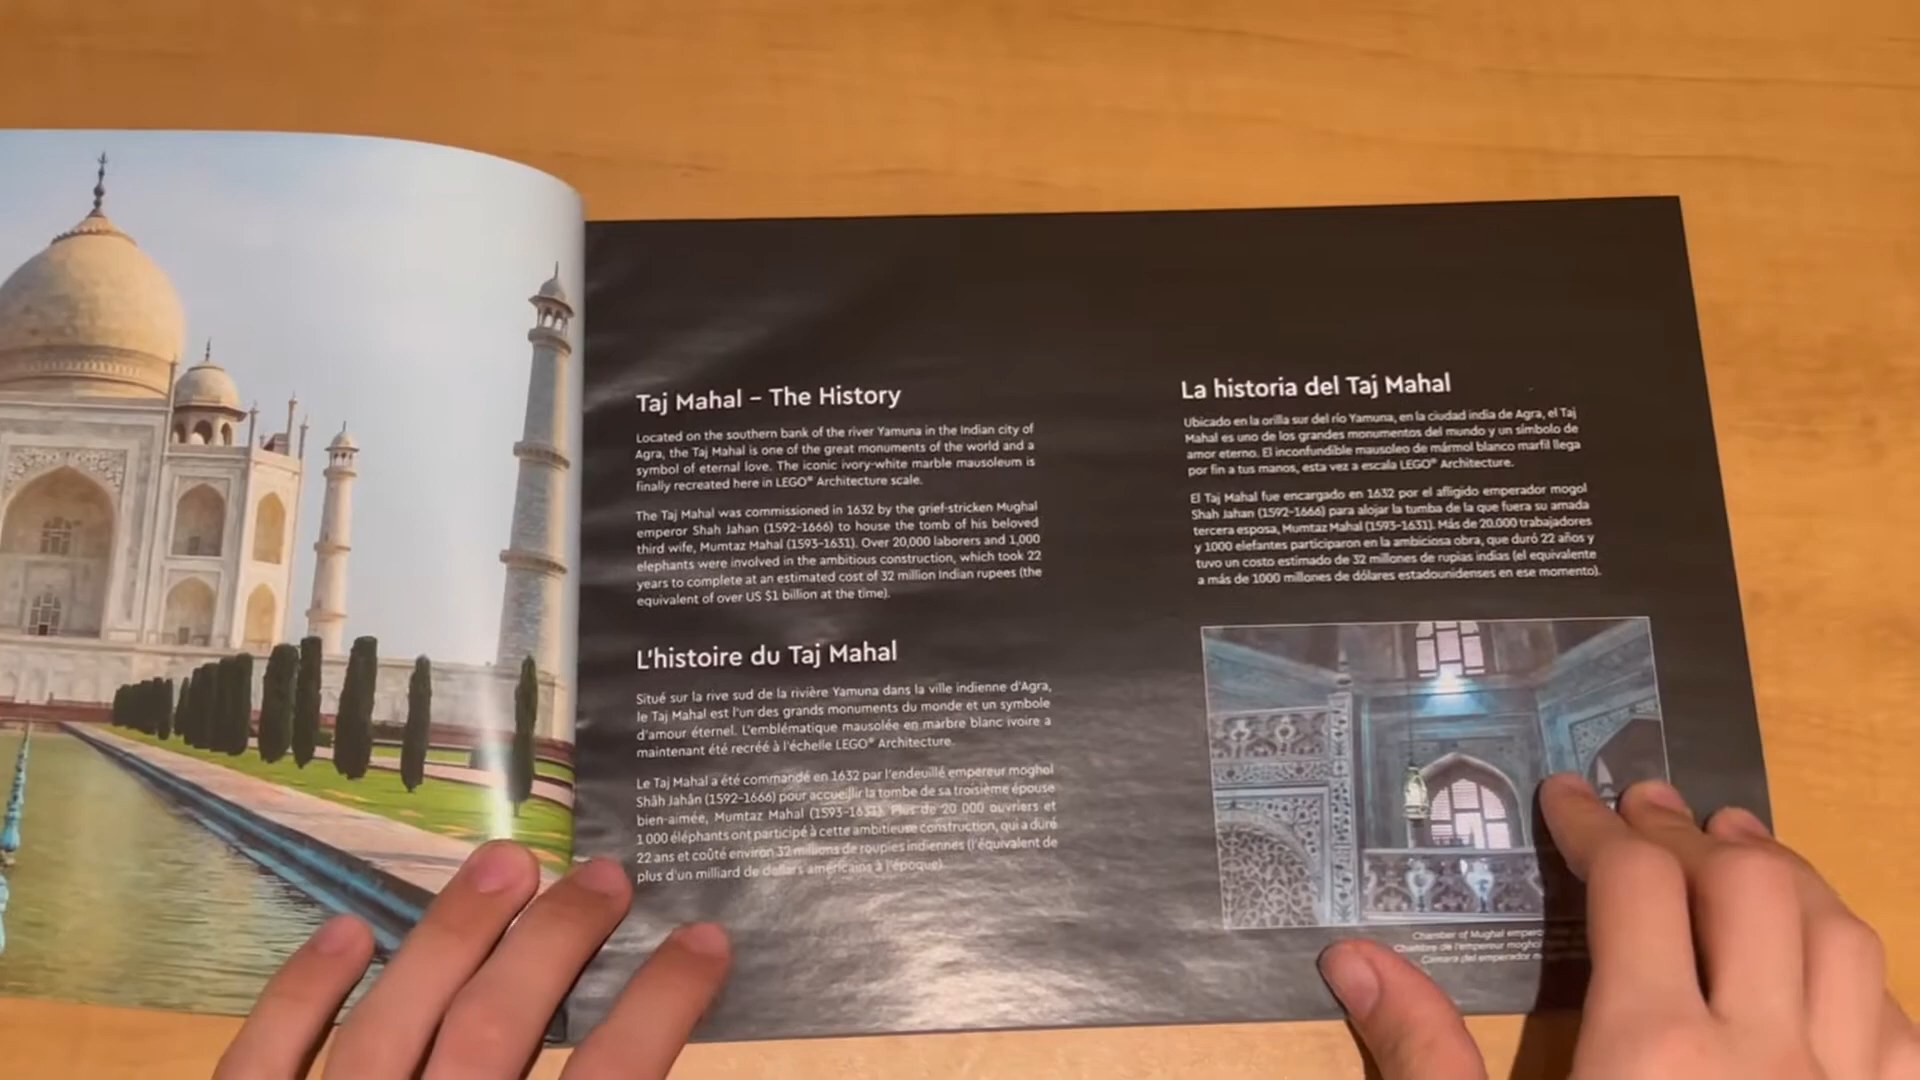 Taj Mahal – The History
Located on the southern bank of the river Yamuna in the Indian city of
Agra, the Taj Mahal is one of the great monuments of the world and a
symbol of eternal love. The iconic ivory-white marble mausoleum is
finally recreated here in LEGO® Architecture scale.
The Taj Mahal was commissioned in 1632 by the grief-stricken Mughal
emperor Shah Jahan (1592-1666) to house the tomb of his beloved
third wife, Mumtaz Mahal (1593-1631). Over 20,000 laborers and 1,000
elephants were involved in the ambitious construction, which took 22
years to complete at an estimated cost of 32 million Indian rupees (the
equivalent of over US $1 billion at the time).
L'histoire du Taj Mahal
Situé sur la rive sud de la rivière Yamuna dans la ville indienne d'Agra,
le Taj Mahal est l'un des grands monuments du monde et un symbole
d'amour éternel. L'emblématique mausolée en marbre blanc ivoire a
maintenant été recréé à l'échelle LEGO® Architecture.
Le Taj Mahal a été commandé en 1632 par l'endeuillé empereur moghol
Shâh Jahân (1592-1666) pour accueillir la tombe de sa troisième épouse
bien-aimée, Mumtaz Mahal (1593-1631). Plus de 20 000 ouvriers et
1 000 éléphants ont participé à cette ambitieuse construction, qui a duré
22 ans et coûté environ 32 millions de roupies indiennes (l'équivalent de
plus d'un milliard de dollars américains à l'époque).
La historia del Taj Mahal
Ubicado en la orilla sur del río Yamuna, en la ciudad india de Agra, el Taj
Mahal es uno de los grandes monumentos del mundo y un símbolo de
amor eterno. El inconfundible mausoleo de mármol blanco marfil llega
por fin a tus manos, esta vez a escala LEGO® Architecture.
El Taj Mahal fue encargado en 1632 por el afligido emperador mogol
Shah Jahan (1592-1666) para alojar la tumba de la que fuera su amada
tercera esposa, Mumtaz Mahal (1593-1631). Más de 20.000 trabajadores
y 1000 elefantes participaron en la ambiciosa obra, que duró 22 años y
tuvo un costo estimado de 32 millones de rupias indias (el equivalente
a más de 1000 millones de dólares estadounidenses en ese momento).
Chamber of Mughal
Chambre de l'empereur
Cámara del emperador